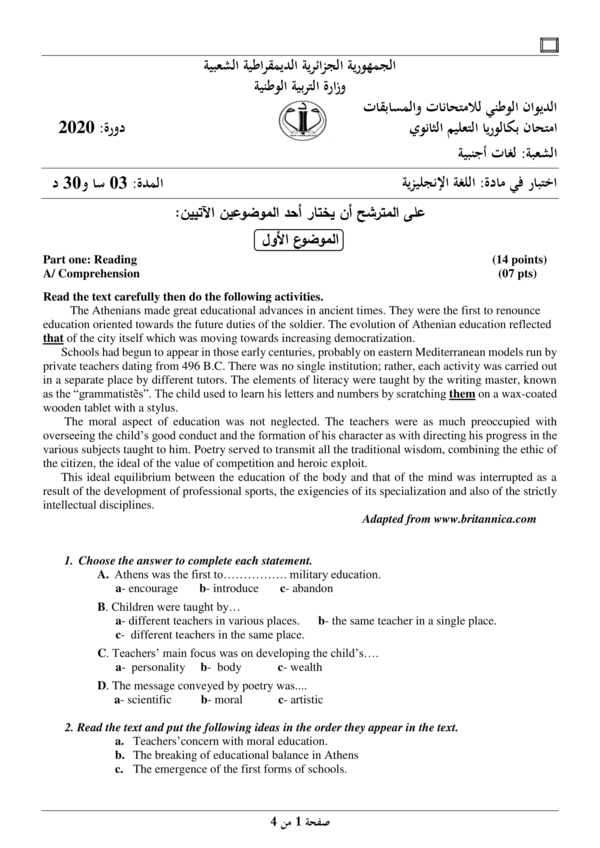 الجمهورية الجزائرية الديمقراطية الشعبية
وزارة التربية الوطنية
الديوان الوطني للامتحانات والمسابقات
امتحان بكالوريا التعليم الثانوي
دورة: 2020
الشعبة: لغات أجنبية
اختبار في مادة: اللغة الإنجليزية
المدة: 03 سا و30 د
على المترشح أن يختار أحد الموضوعين الآتيين:
الموضوع الأول
Part one: Reading (14 points)
A/ Comprehension (07 pts)
Read the text carefully then do the following activities.
The Athenians made great educational advances in ancient times. They were the first to renounce
education oriented towards the future duties of the soldier. The evolution of Athenian education reflected
that of the city itself which was moving towards increasing democratization.
Schools had begun to appear in those early centuries, probably on eastern Mediterranean models run by
private teachers dating from 496 B.C. There was no single institution; rather, each activity was carried out
in a separate place by different tutors. The elements of literacy were taught by the writing master, known
as the “grammatistēs”. The child used to learn his letters and numbers by scratching them on a wax-coated
wooden tablet with a stylus.
The moral aspect of education was not neglected. The teachers were as much preoccupied with
overseeing the child’s good conduct and the formation of his character as with directing his progress in the
various subjects taught to him. Poetry served to transmit all the traditional wisdom, combining the ethic of
the citizen, the ideal of the value of competition and heroic exploit.
This ideal equilibrium between the education of the body and that of the mind was interrupted as a
result of the development of professional sports, the exigencies of its specialization and also of the strictly
intellectual disciplines.
Adapted from www.britannica.com
1. Choose the answer to complete each statement.
A. Athens was the first to……………. military education.
a- encourage b- introduce c- abandon
B. Children were taught by…
a- different teachers in various places. b- the same teacher in a single place.
c- different teachers in the same place.
C. Teachers’ main focus was on developing the child’s….
a- personality b- body c- wealth
D. The message conveyed by poetry was....
a- scientific b- moral c- artistic
2. Read the text and put the following ideas in the order they appear in the text.
a. Teachers’concern with moral education.
b. The breaking of educational balance in Athens
c. The emergence of the first forms of schools.
صفحة 1 من 4